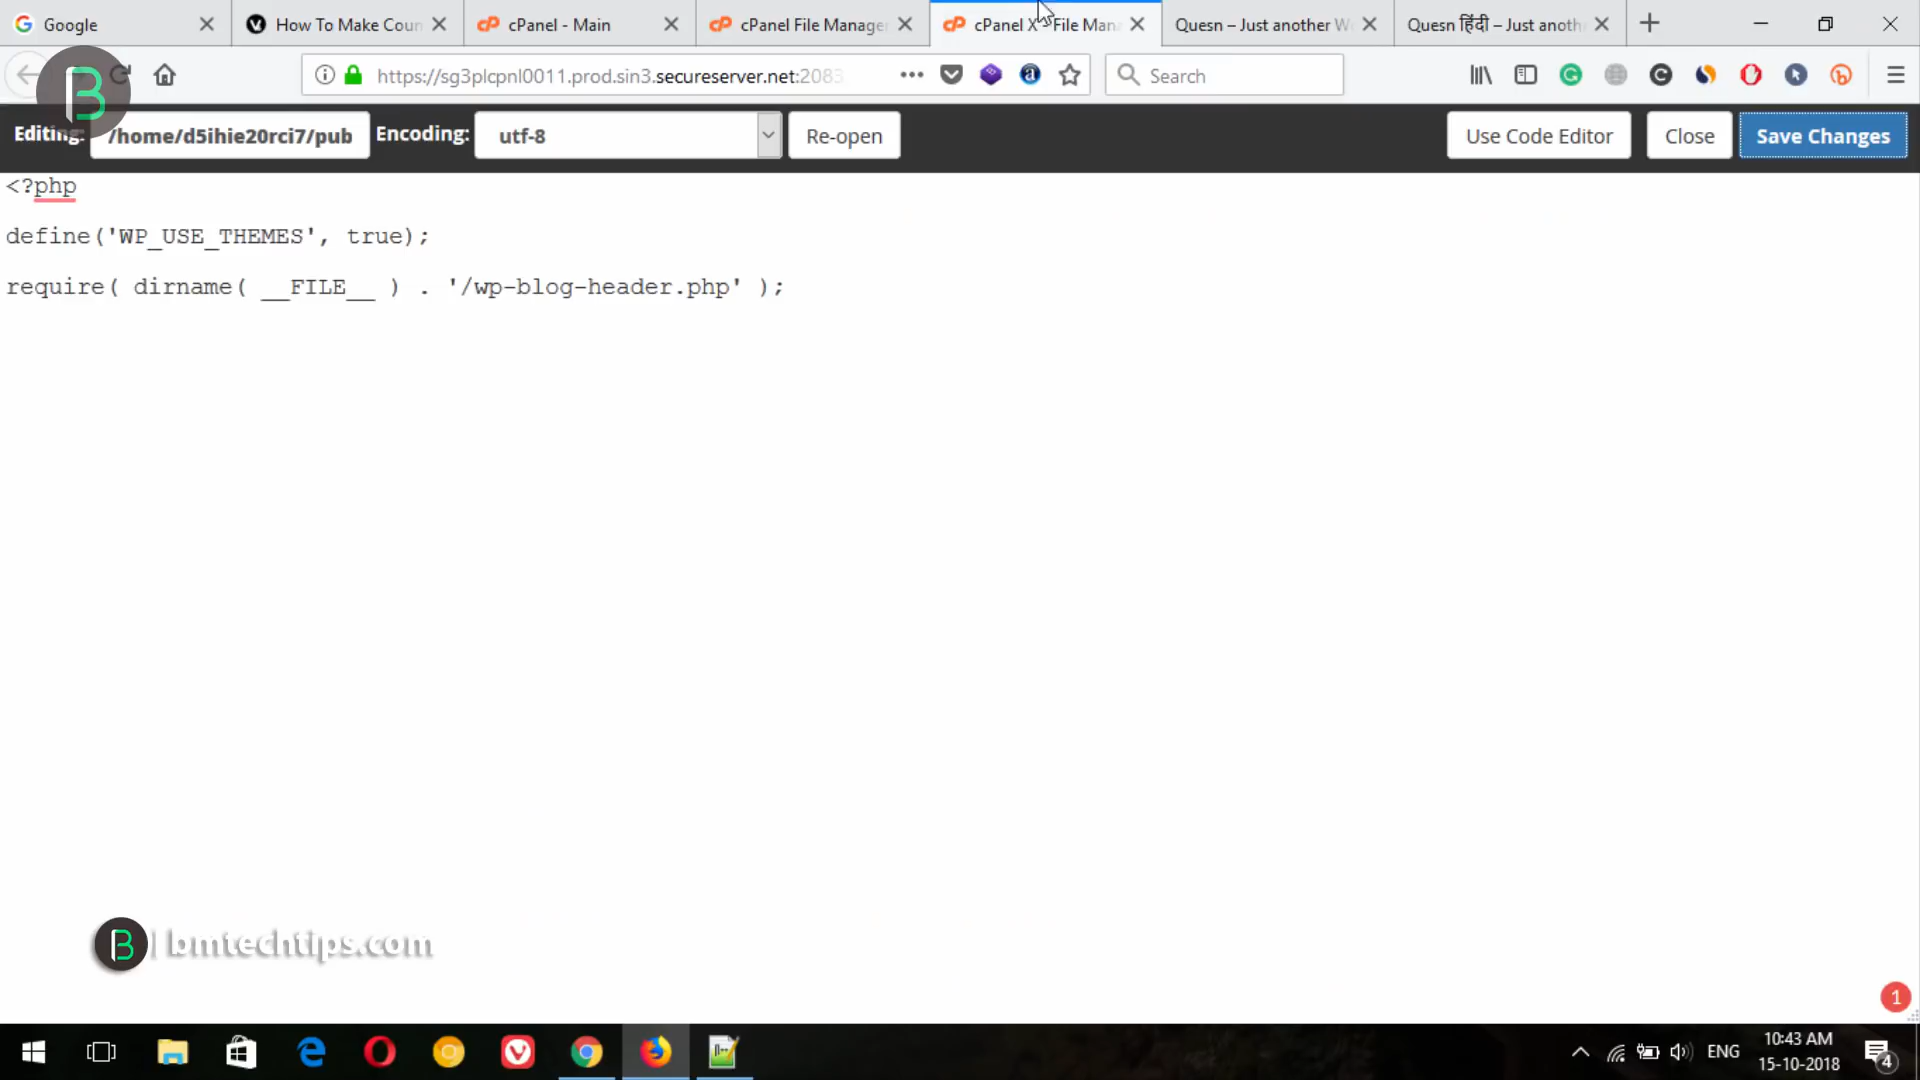 Google
How To Make Coun
cPanel - Main
cPanel File Manager
cPanel X - File Mana
Quesn – Just another W
Quesn हिंदी – Just anoth
https://sg3plcpnl0011.prod.sin3.secureserver.net:2083
Search
Editing: /home/d5ihie20rci7/pub Encoding: utf-8 Re-open Use Code Editor Close Save Changes
<?php
define('WP_USE_THEMES', true);
require( dirname( __FILE__ ) . '/wp-blog-header.php' );
B | bmtechtips.com
1
ENG
10:43 AM
15-10-2018
4